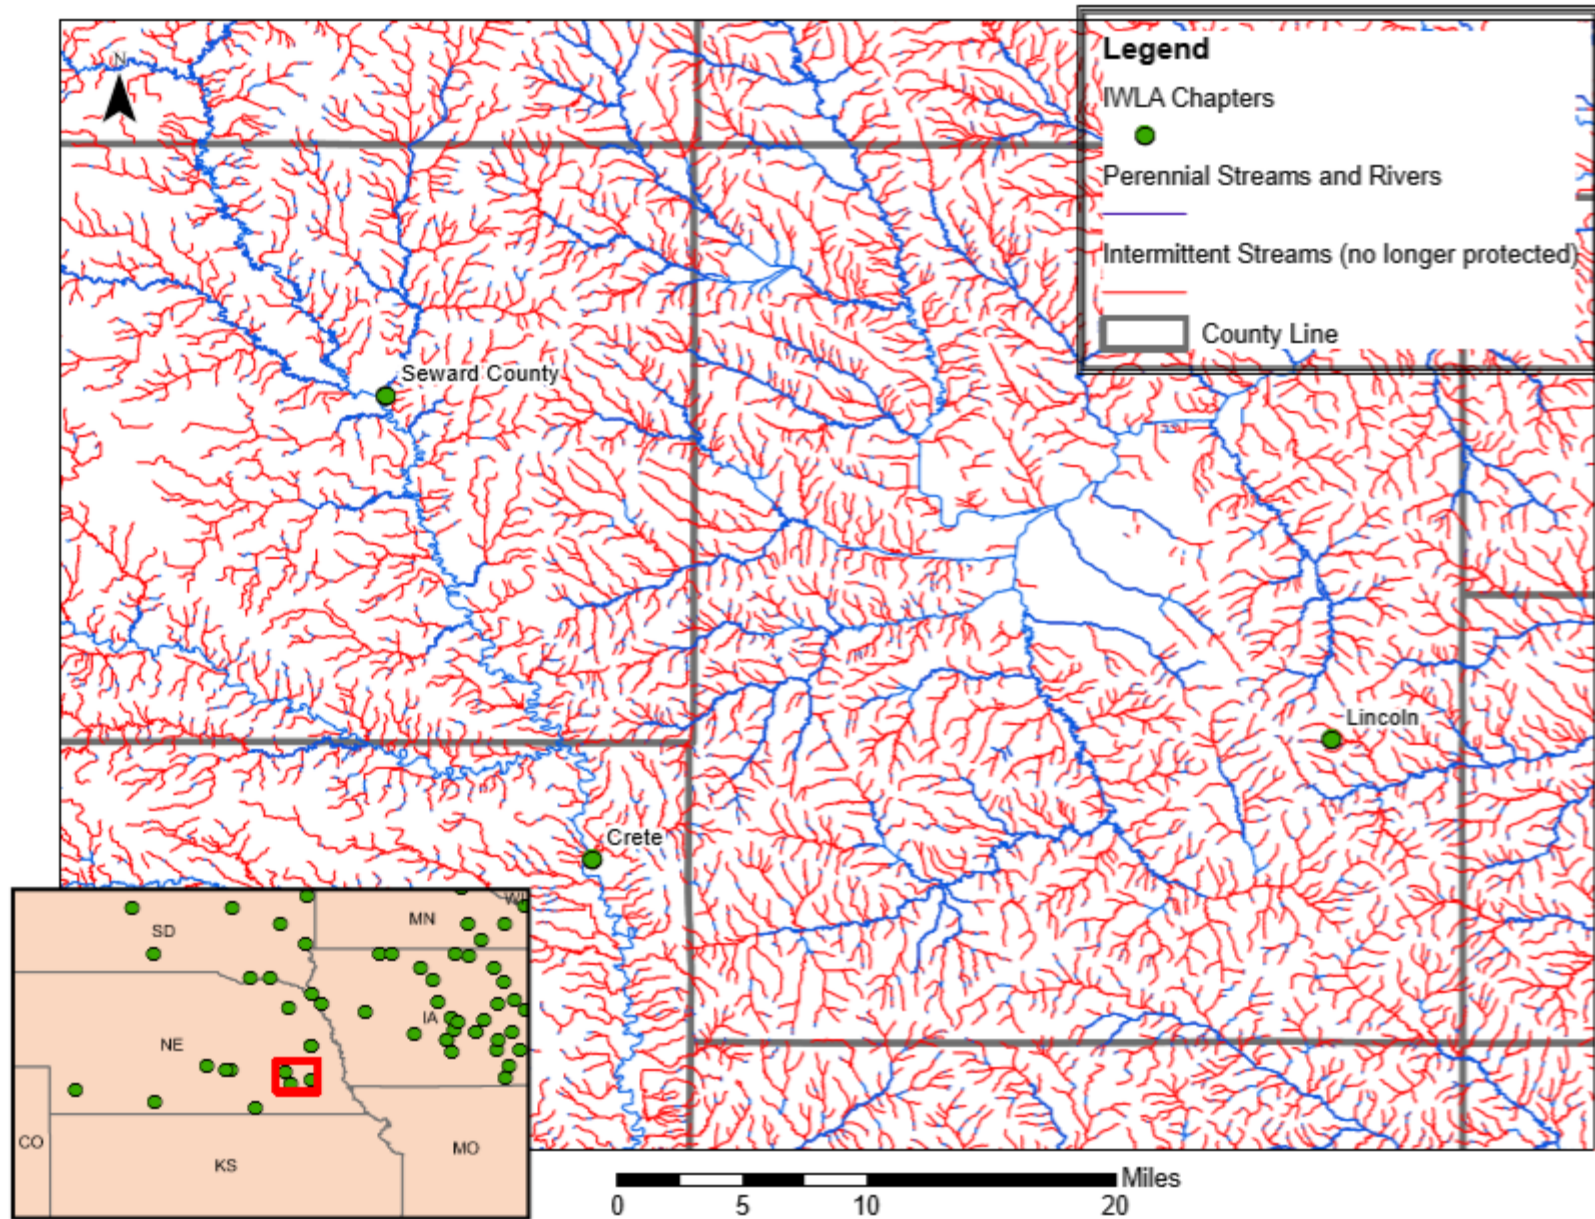 N
Legend
IWLA Chapters
Perennial Streams and Rivers
Intermittent Streams (no longer protected)
County Line
Seward County
Lincoln
Crete
SD
MN
WI
NE
IA
CO
KS
MO
Miles
0 5 10 20